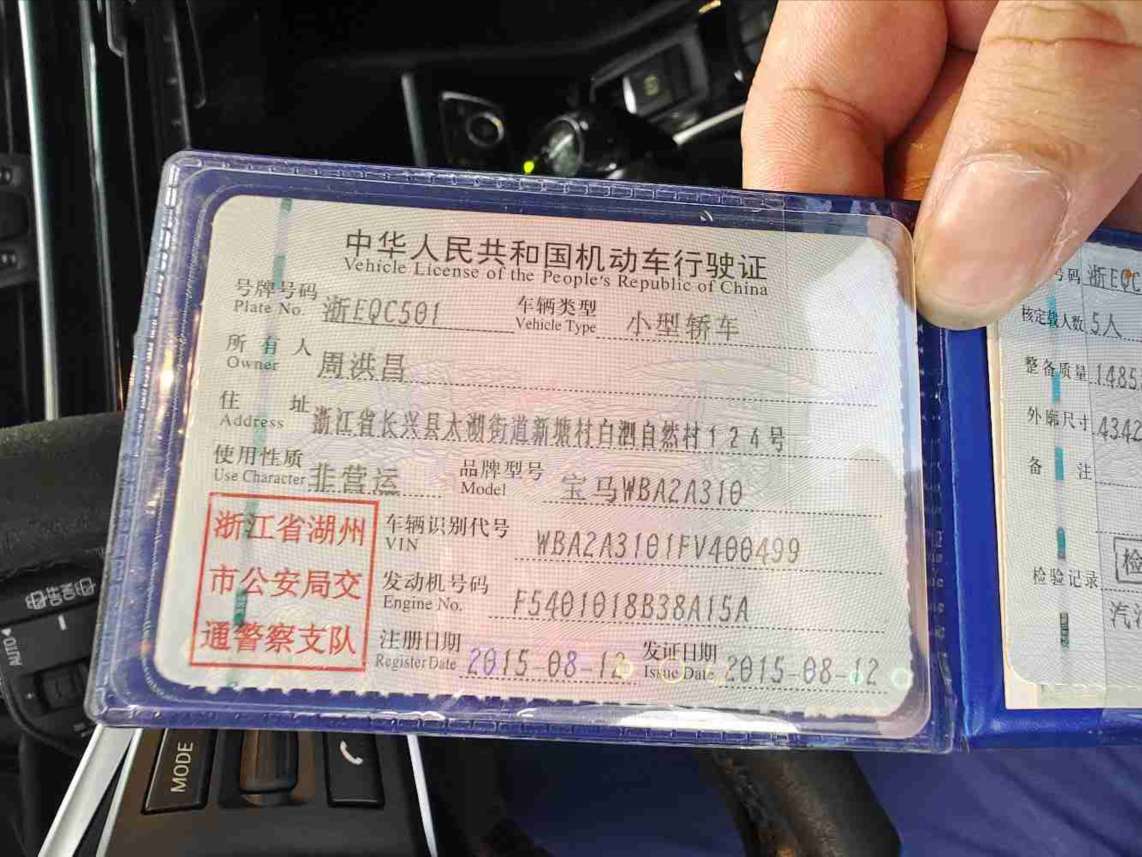 中华人民共和国机动车行驶证
Vehicle License of the People's Republic of China
号牌号码 浙EQC501 车辆类型 小型轿车
Plate No. Vehicle Type
所有人 周洪昌
Owner
住址 浙江省长兴县太湖街道新塘村白泗自然村124号
Address
使用性质 非营运 品牌型号 宝马WBA2A310
Use Character Model
浙江省湖州
市公安局交
通警察支队
车辆识别代号 WBA2A3101FV400499
VIN
发动机号码 F5401018B38A15A
Engine No.
注册日期 2015-08-12 发证日期 2015-08-12
Register Date Issue Date
号码 浙EQC
核定载人数 5人
整备质量 1485
外廓尺寸 4342
备注
检验记录
AUTO
MODE